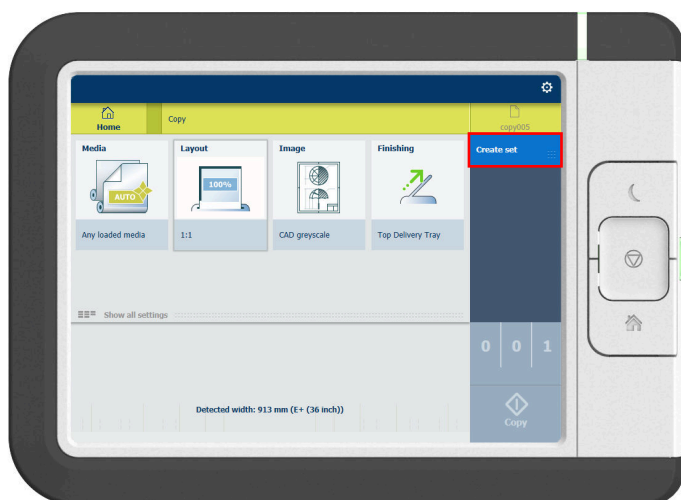 Home
Copy
copy005
Media
Layout
Image
Finishing
Create set
AUTO
100%
Any loaded media
1:1
CAD greyscale
Top Delivery Tray
Show all settings
0 0 1
Detected width: 913 mm (E+ (36 inch))
Copy